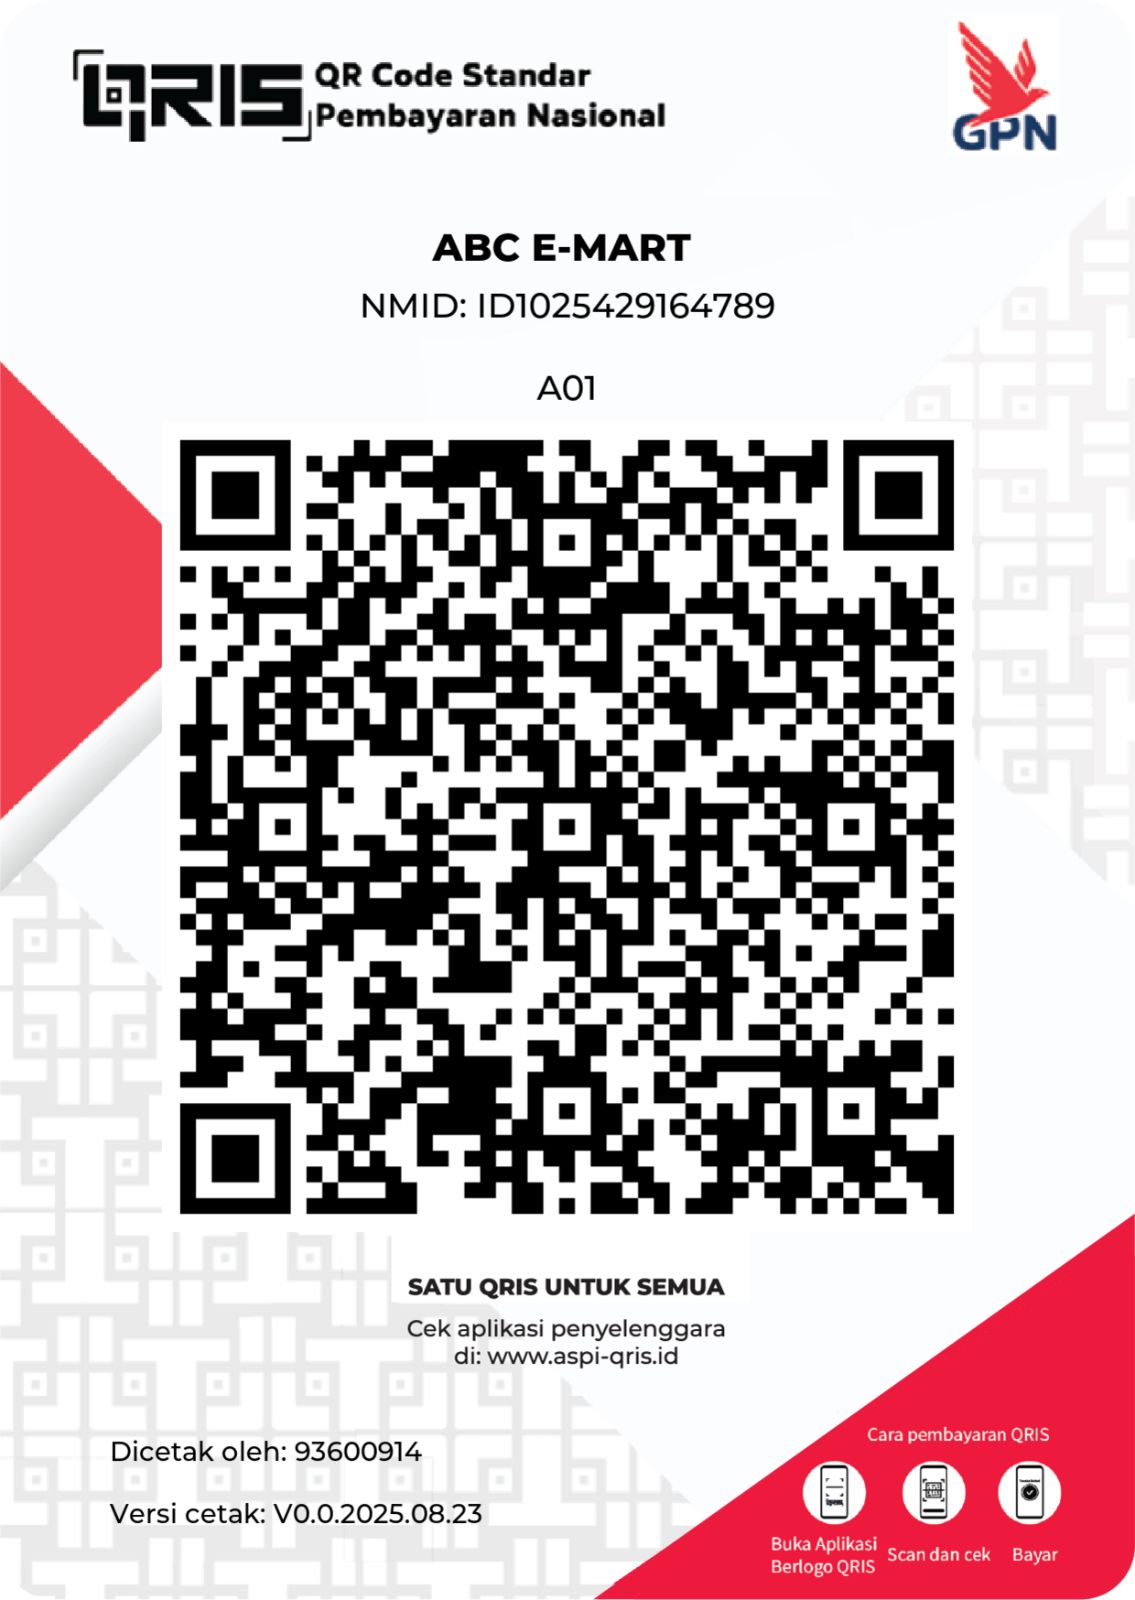 QRIS QR Code Standar
Pembayaran Nasional
GPN
ABC E-MART
NMID: ID1025429164789
A01
SATU QRIS UNTUK SEMUA
Cek aplikasi penyelenggara
di: www.aspi-qris.id
Dicetak oleh: 93600914
Versi cetak: V0.0.2025.08.23
Cara pembayaran QRIS
Buka Aplikasi
Berlogo QRIS
Scan dan cek
Bayar